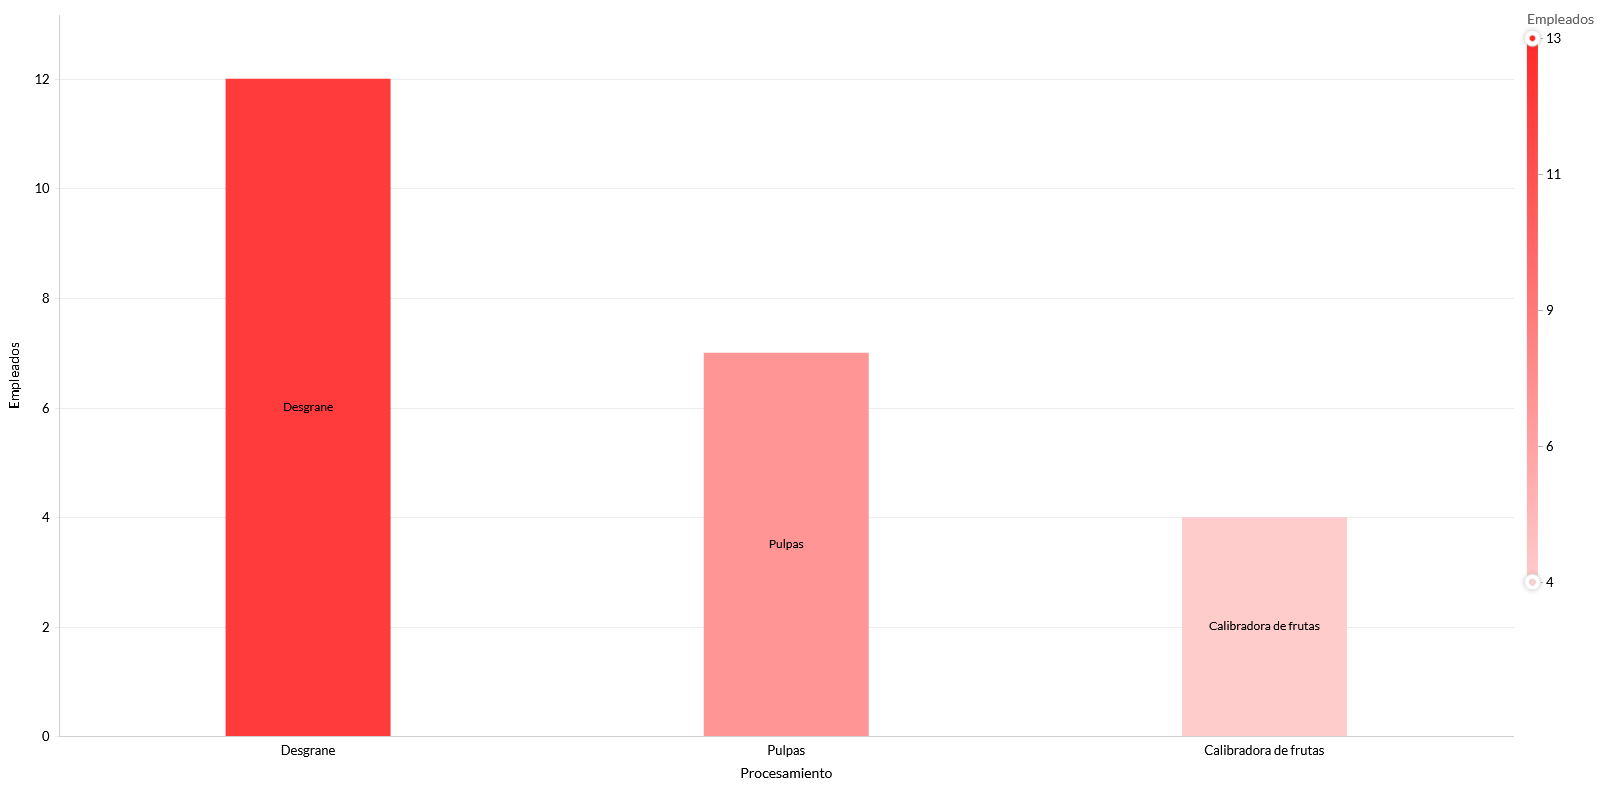 Empleados
13
11
9
6
4
12
10
8
6
4
2
0
Empleados
Desgrane
Pulpas
Calibradora de frutas
Desgrane
Pulpas
Calibradora de frutas
Procesamiento